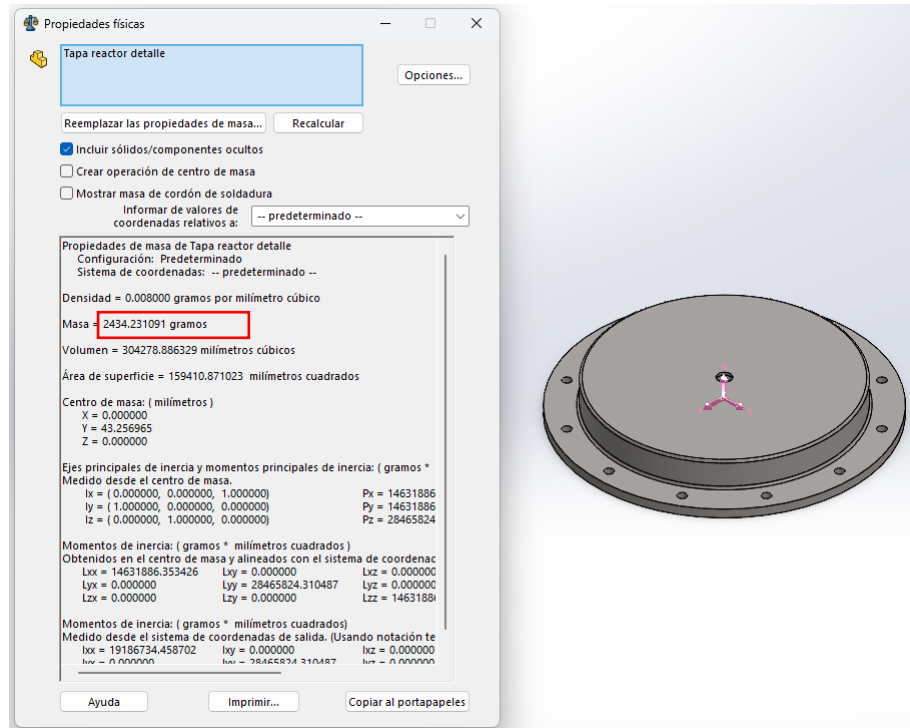 Propiedades físicas
Tapa reactor detalle
Opciones...
Reemplazar las propiedades de masa...
Recalcular
Incluir sólidos/componentes ocultos
Crear operación de centro de masa
Mostrar masa de cordón de soldadura
Informar de valores de
coordenadas relativos a:
-- predeterminado --
Propiedades de masa de Tapa reactor detalle
Configuración: Predeterminado
Sistema de coordenadas: -- predeterminado --
Densidad = 0.008000 gramos por milímetro cúbico
Masa = 2434.231091 gramos
Volumen = 304278.886329 milímetros cúbicos
Área de superficie = 159410.871023 milímetros cuadrados
Centro de masa: ( milímetros )
X = 0.000000
Y = 43.256965
Z = 0.000000
Ejes principales de inercia y momentos principales de inercia: ( gramos *
Medido desde el centro de masa.
Ix = ( 0.000000, 0.000000, 1.000000) Px = 14631886
Iy = ( 1.000000, 0.000000, 0.000000) Py = 14631886
Iz = ( 0.000000, 1.000000, 0.000000) Pz = 28465824
Momentos de inercia: ( gramos * milímetros cuadrados )
Obtenidos en el centro de masa y alineados con el sistema de coordenac
Lxx = 14631886.353426 Lxy = 0.000000 Lxz = 0.000000
Lyx = 0.000000 Lyy = 28465824.310487 Lyz = 0.000000
Lzx = 0.000000 Lzy = 0.000000 Lzz = 1463188
Momentos de inercia: ( gramos * milímetros cuadrados)
Medido desde el sistema de coordenadas de salida. (Usando notación te
Ixx = 19186734.458702 Ixy = 0.000000 Ixz = 0.000000
Iyx = 0.000000 Iyy = 28465824.310487 Iyz = 0.000000
Ayuda
Imprimir...
Copiar al portapapeles